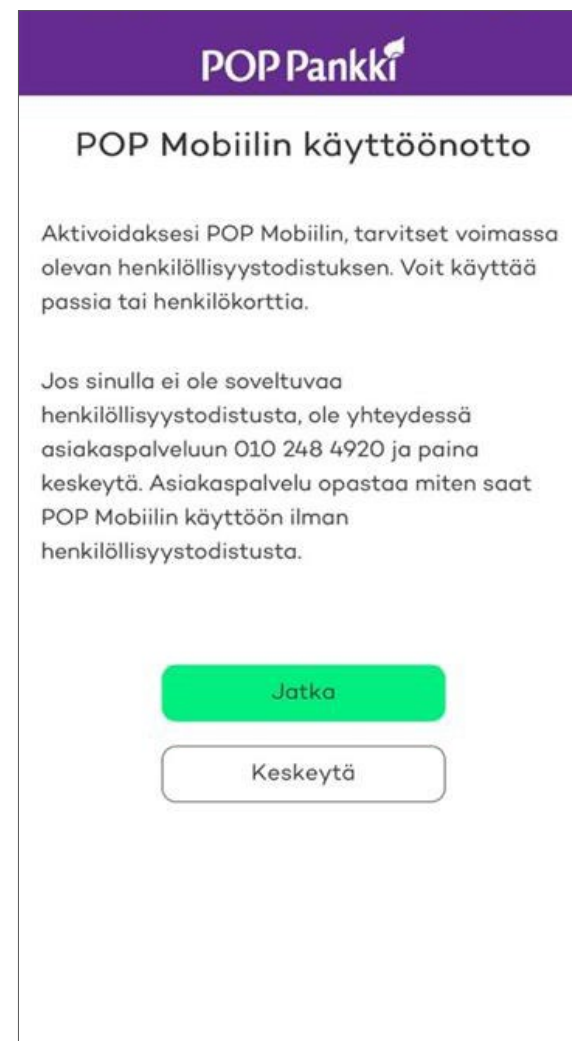 POP Pankki
POP Mobiilin käyttöönotto
Aktivoidaksesi POP Mobiilin, tarvitset voimassa
olevan henkilöllisyystodistuksen. Voit käyttää
passia tai henkilökorttia.
Jos sinulla ei ole soveltuvaa
henkilöllisyystodistusta, ole yhteydessä
asiakaspalveluun 010 248 4920 ja paina
keskeytä. Asiakaspalvelu opastaa miten saat
POP Mobiilin käyttöön ilman
henkilöllisyystodistusta.
Jatka
Keskeytä